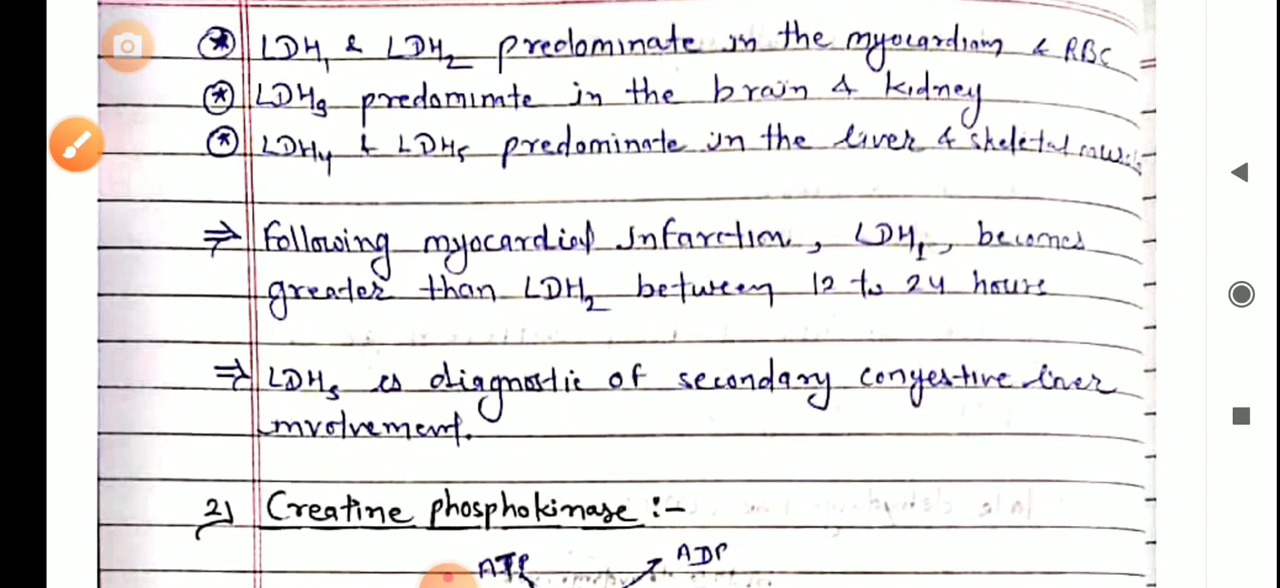 ⊛ LDH₁ & LDH₂ predominate in the myocardium & RBC
⊛ LDH₃ predominate in the brain & kidney
⊛ LDH₄ & LDH₅ predominate in the liver & skeletal
⇒ Following myocardial Infarction, LDH₁, becomes
greater than LDH₂ between 12 to 24 hours
⇒ LDH₅ is diagnostic of secondary congestive liver
involvement.
2) Creatine phosphokinase :-
ATP ADP